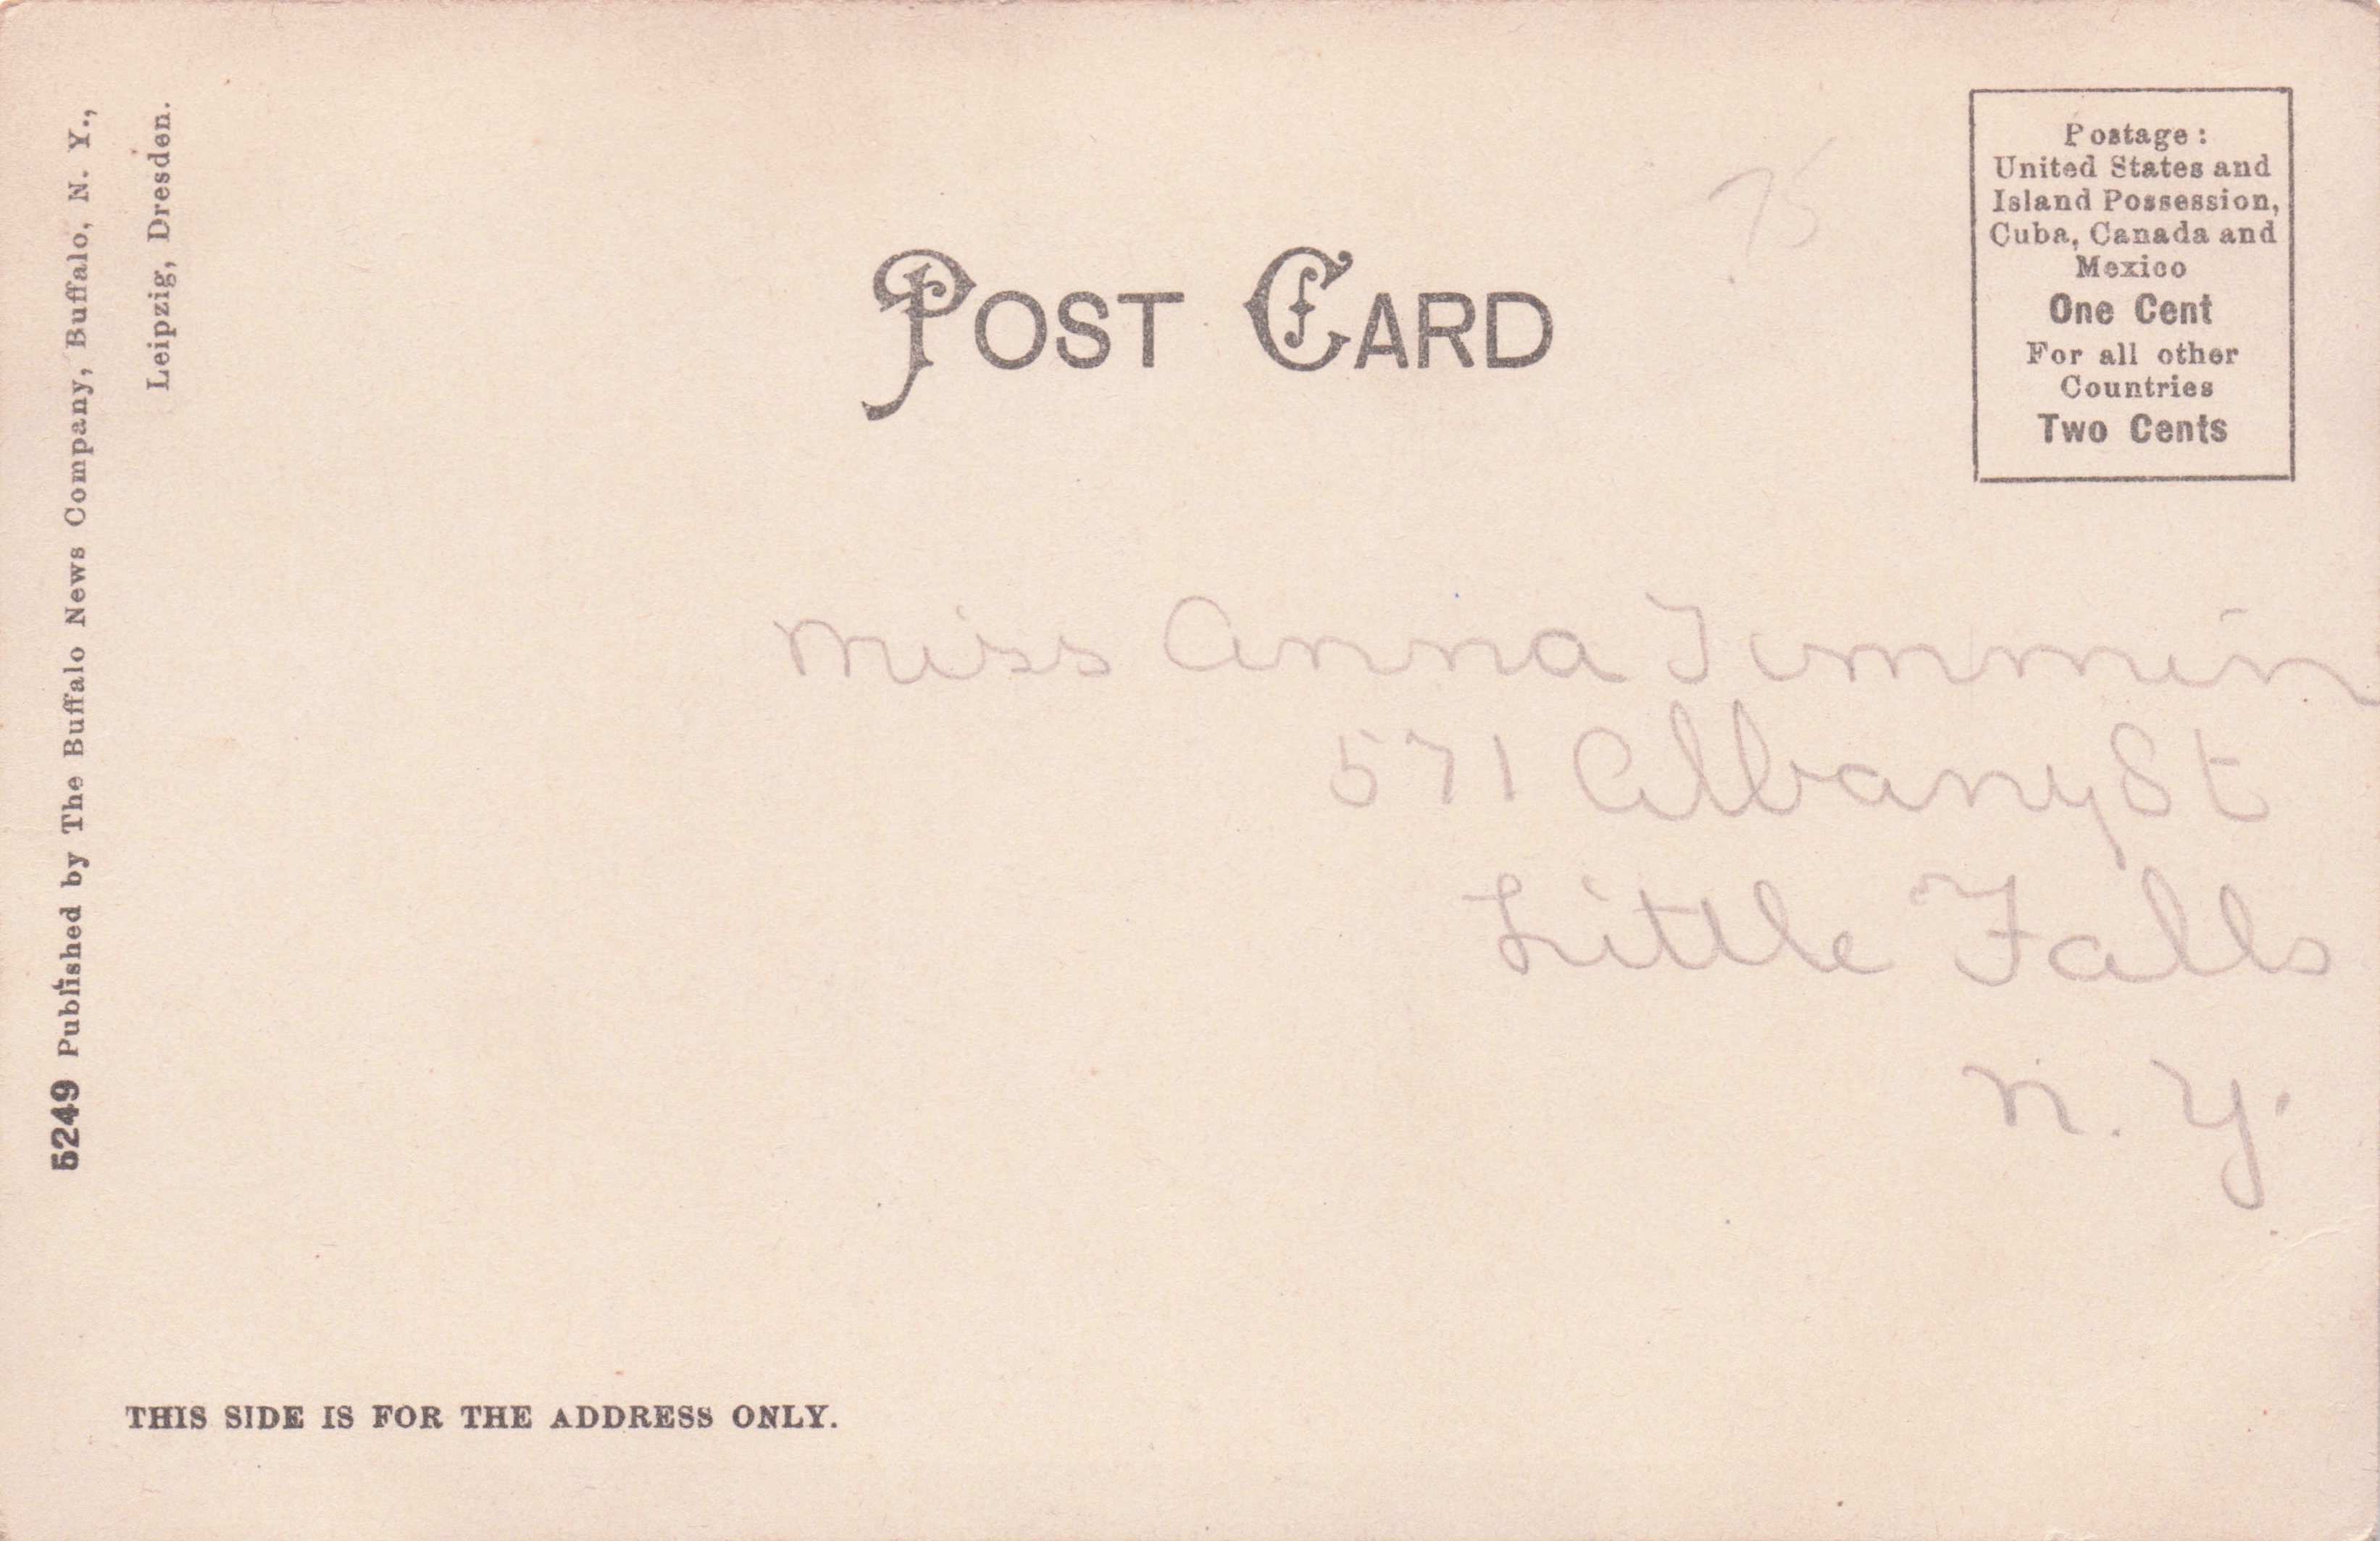 5249 Published by The Buffalo News Company, Buffalo, N. Y.,
Leipzig, Dresden.
POST CARD
75
Postage:
United States and
Island Possession,
Cuba, Canada and
Mexico
One Cent
For all other
Countries
Two Cents
Miss Anna Timmin
571 Albany St
Little Falls
N. Y.
THIS SIDE IS FOR THE ADDRESS ONLY.